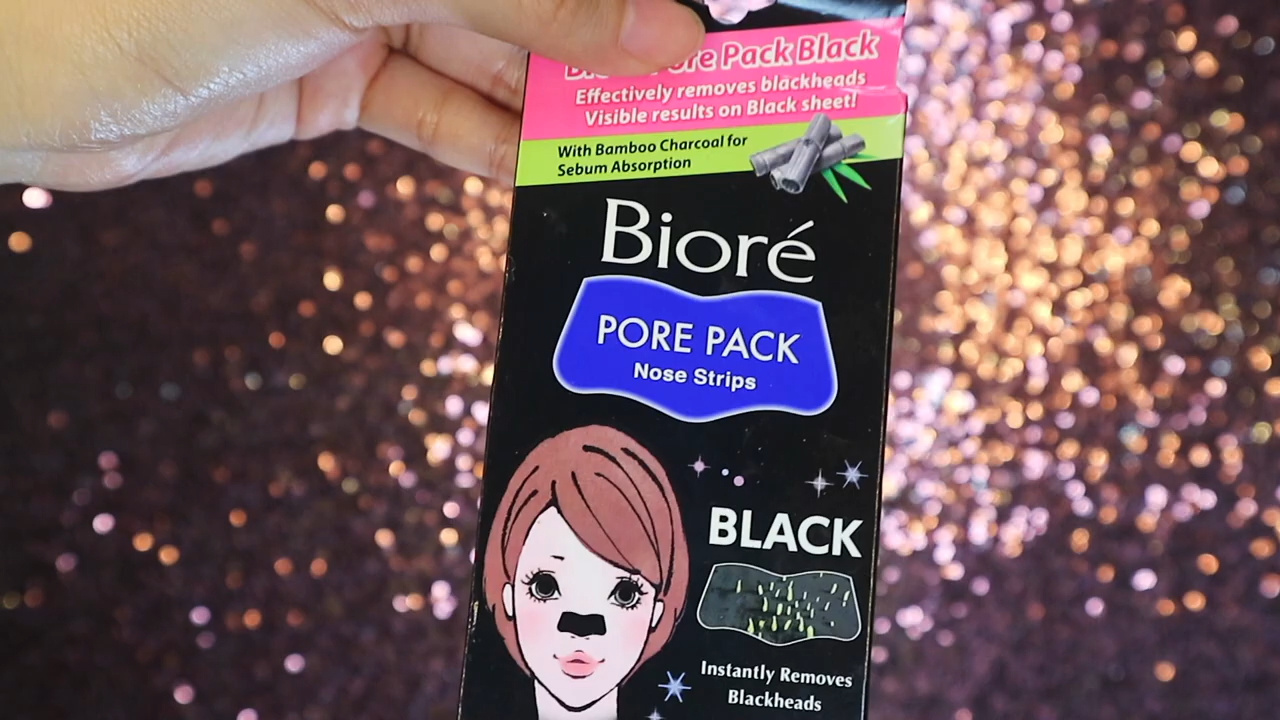 Pore Pack Black
Effectively removes blackheads
Visible results on Black sheet!
With Bamboo Charcoal for
Sebum Absorption
Bioré
PORE PACK
Nose Strips
BLACK
Instantly Removes
Blackheads